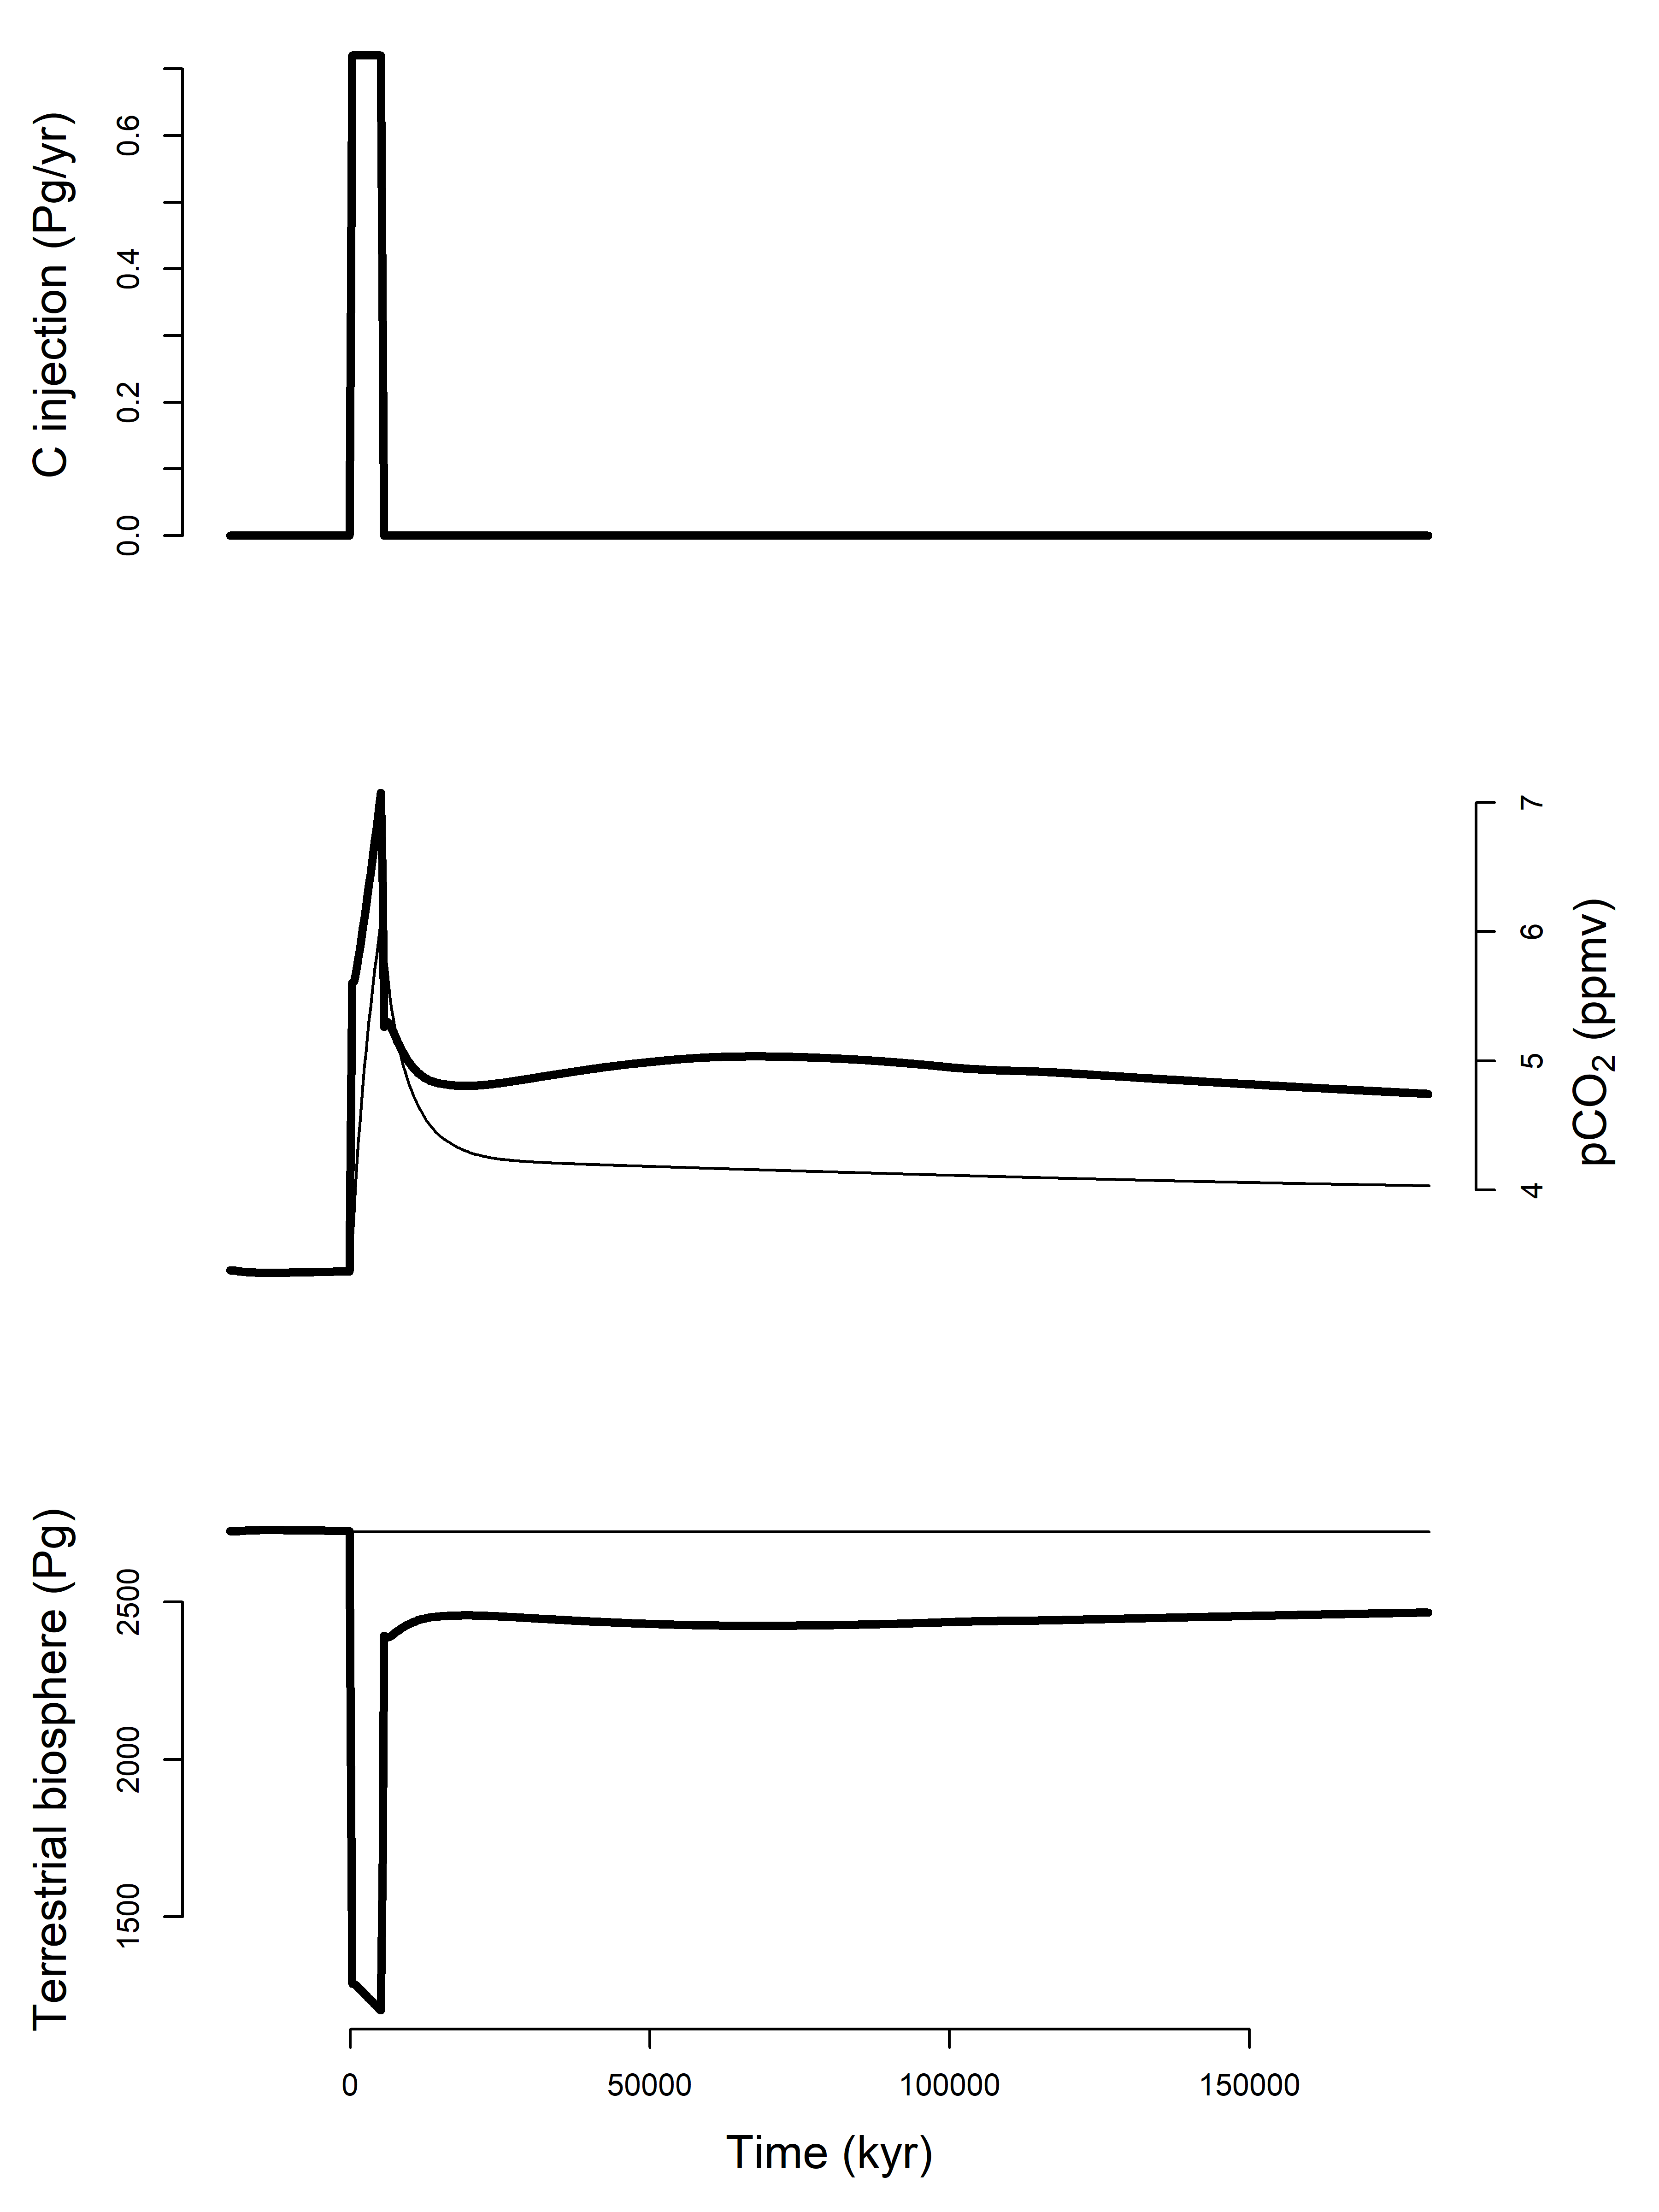 C injection (Pg/yr)
0.0
0.2
0.4
0.6
pCO₂ (ppmv)
4
5
6
7
Terrestrial biosphere (Pg)
1500
2000
2500
0 50000 100000 150000
Time (kyr)